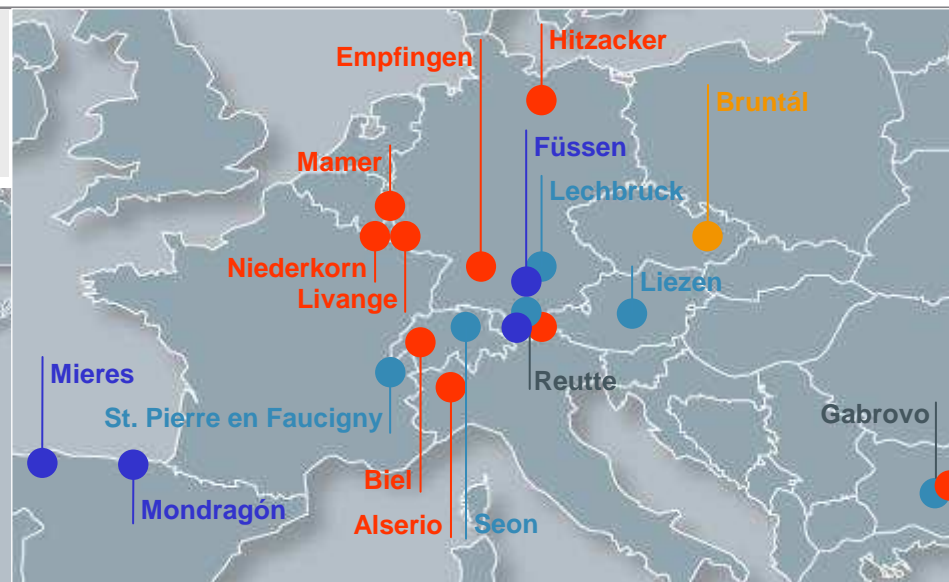 Hitzacker
Empfingen
Bruntál
Füssen
Mamer
Lechbruck
Niederkorn
Liezen
Livange
Mieres
Reutte
St. Pierre en Faucigny
Gabrovo
Biel
Mondragón
Alserio
Seon